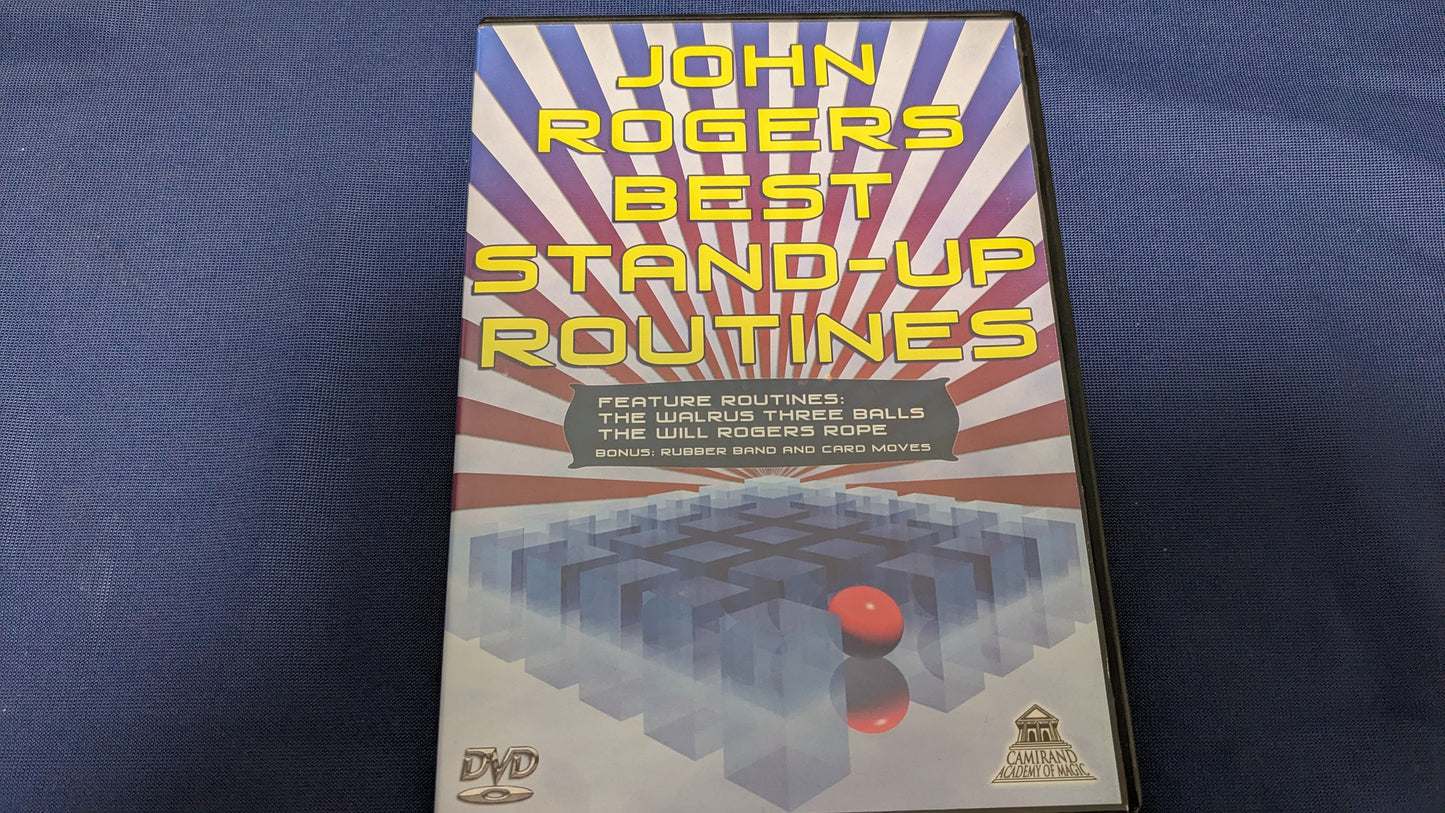 JOHN
ROGERS
BEST
STAND-UP
ROUTINES
FEATURE ROUTINES:
THE WALRUS THREE BALLS
THE WILL ROGERS ROPE
BONUS: RUBBER BAND AND CARD MOVES
DVD
CAMIRAND
ACADEMY OF MAGIC